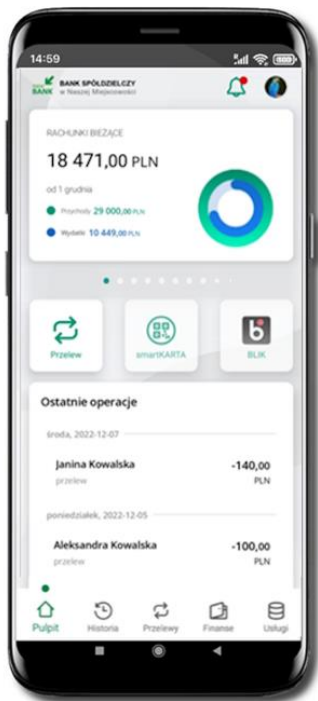 14:59
BANK SPÓŁDZIELCZY
BANK w Naszej Miejscowości
RACHUNKI BIEŻĄCE
18 471,00 PLN
od 1 grudnia
Przychody 29 000,00 PLN
Wydatki 10 449,00 PLN
Przelew
smartKARTA
BLIK
Ostatnie operacje
środa, 2022-12-07
Janina Kowalska -140,00
przelew PLN
poniedziałek, 2022-12-05
Aleksandra Kowalska -100,00
przelew PLN
Pulpit Historia Przelewy Finanse Usługi